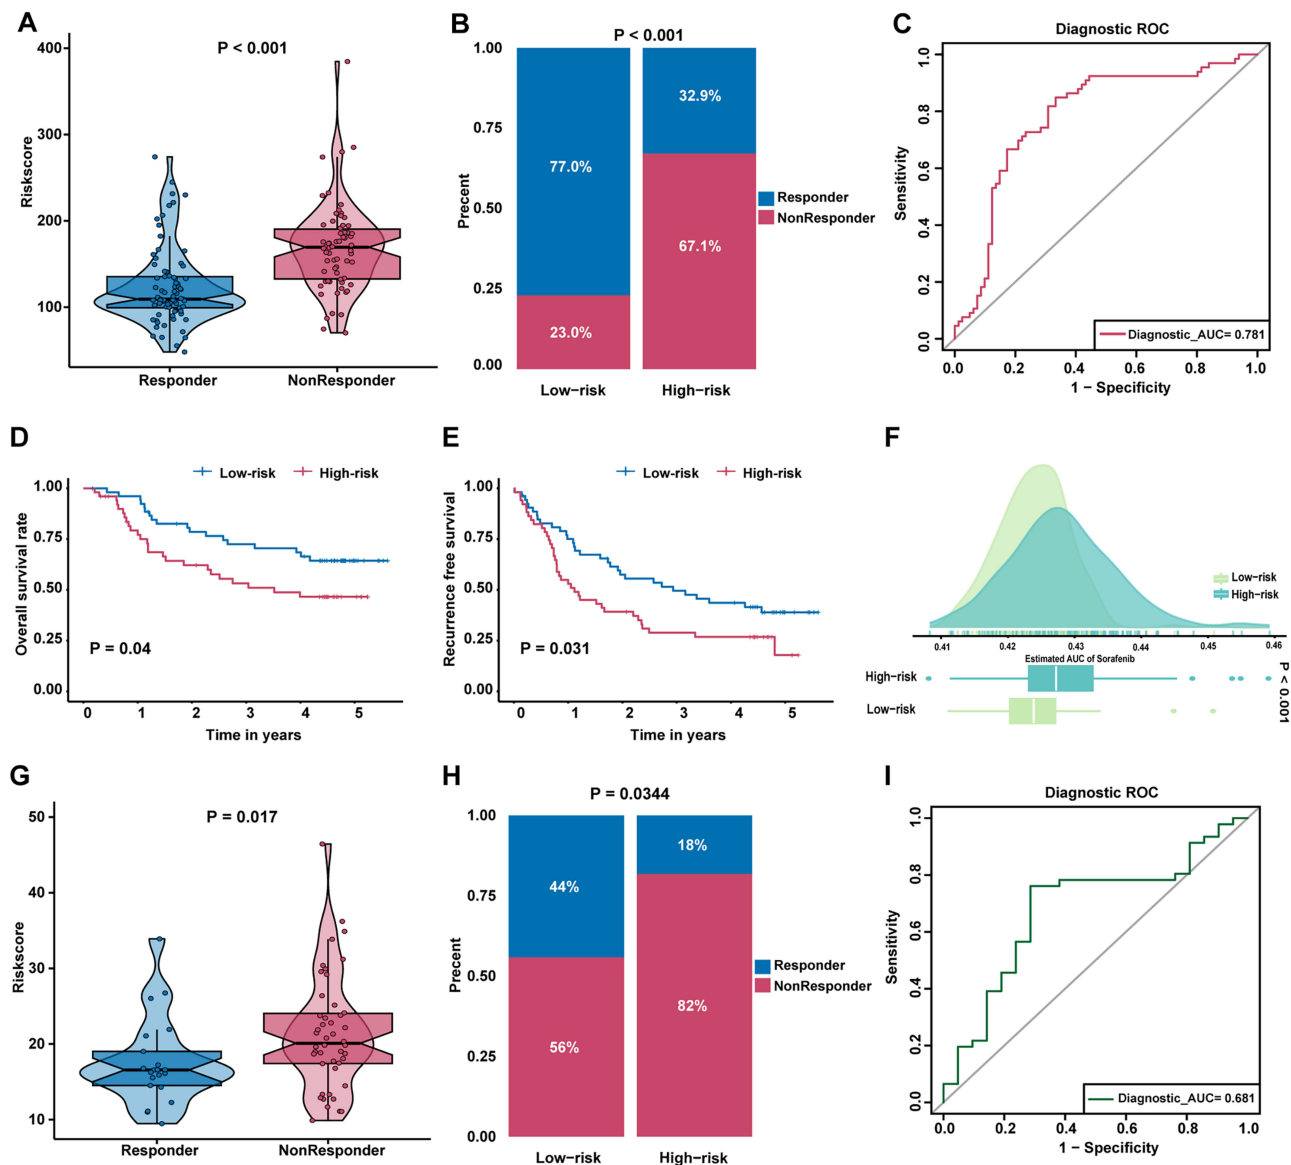 A
P < 0.001
Riskscore
400
300
200
100
Responder
NonResponder
B
P < 0.001
Precent
1.00
0.75
0.50
0.25
0.00
77.0%
23.0%
32.9%
67.1%
Low−risk
High−risk
Responder
NonResponder
C
Diagnostic ROC
Sensitivity
1.0
0.8
0.6
0.4
0.2
0.0
Diagnostic_AUC= 0.781
0.0 0.2 0.4 0.6 0.8 1.0
1 − Specificity
D
Low-risk High-risk
Overall survival rate
1.00
0.75
0.50
0.25
0.00
P = 0.04
0 1 2 3 4 5
Time in years
E
Low-risk High-risk
Recurrence free survival
1.00
0.75
0.50
0.25
0.00
P = 0.031
0 1 2 3 4 5
Time in years
F
Low-risk
High-risk
0.41 0.42 0.43 0.44 0.45 0.46
Estimated AUC of Sorafenib
High-risk
Low-risk
P < 0.001
G
P = 0.017
Riskscore
50
40
30
20
10
Responder
NonResponder
H
P = 0.0344
Precent
1.00
0.75
0.50
0.25
0.00
44%
56%
18%
82%
Low−risk
High−risk
Responder
NonResponder
I
Diagnostic ROC
Sensitivity
1.0
0.8
0.6
0.4
0.2
0.0
Diagnostic_AUC= 0.681
0.0 0.2 0.4 0.6 0.8 1.0
1 − Specificity